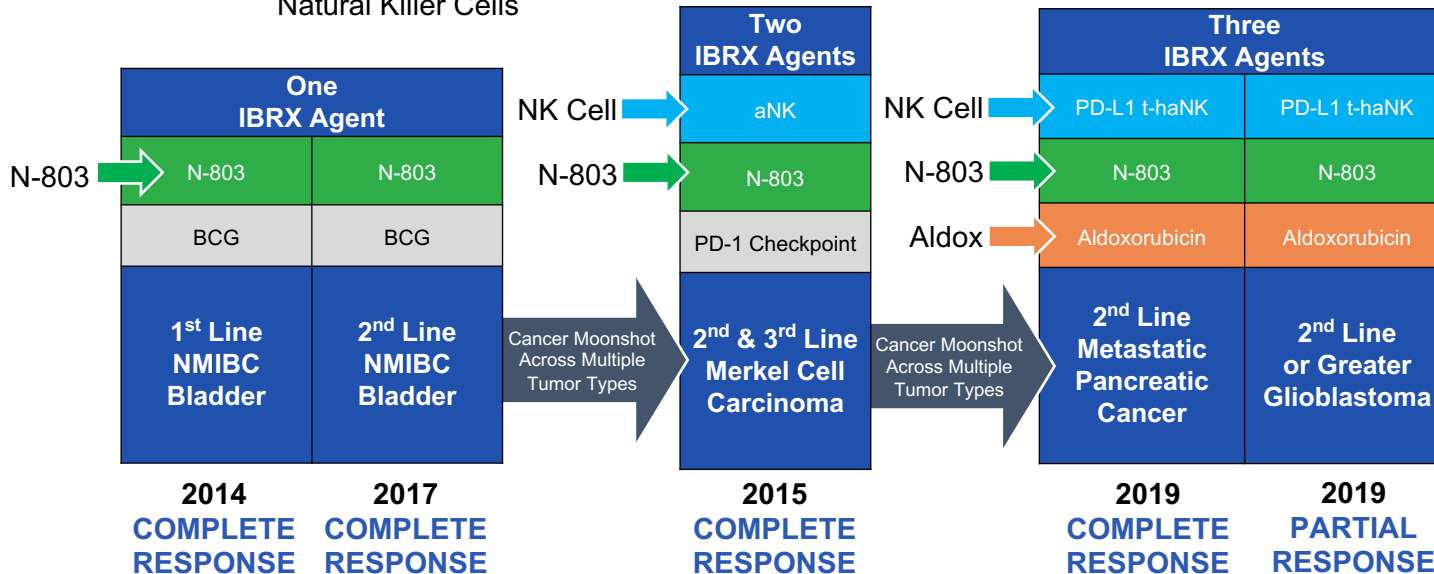 Natural Killer Cells
One
IBRX Agent
N-803
N-803
N-803
BCG
BCG
1st Line
NMIBC
Bladder
2nd Line
NMIBC
Bladder
2014
COMPLETE
RESPONSE
2017
COMPLETE
RESPONSE
Cancer Moonshot
Across Multiple
Tumor Types
Two
IBRX Agents
NK Cell
aNK
N-803
N-803
PD-1 Checkpoint
2nd & 3rd Line
Merkel Cell
Carcinoma
2015
COMPLETE
RESPONSE
Cancer Moonshot
Across Multiple
Tumor Types
Three
IBRX Agents
NK Cell
PD-L1 t-haNK
PD-L1 t-haNK
N-803
N-803
N-803
Aldox
Aldoxorubicin
Aldoxorubicin
2nd Line
Metastatic
Pancreatic
Cancer
2nd Line
or Greater
Glioblastoma
2019
COMPLETE
RESPONSE
2019
PARTIAL
RESPONSE